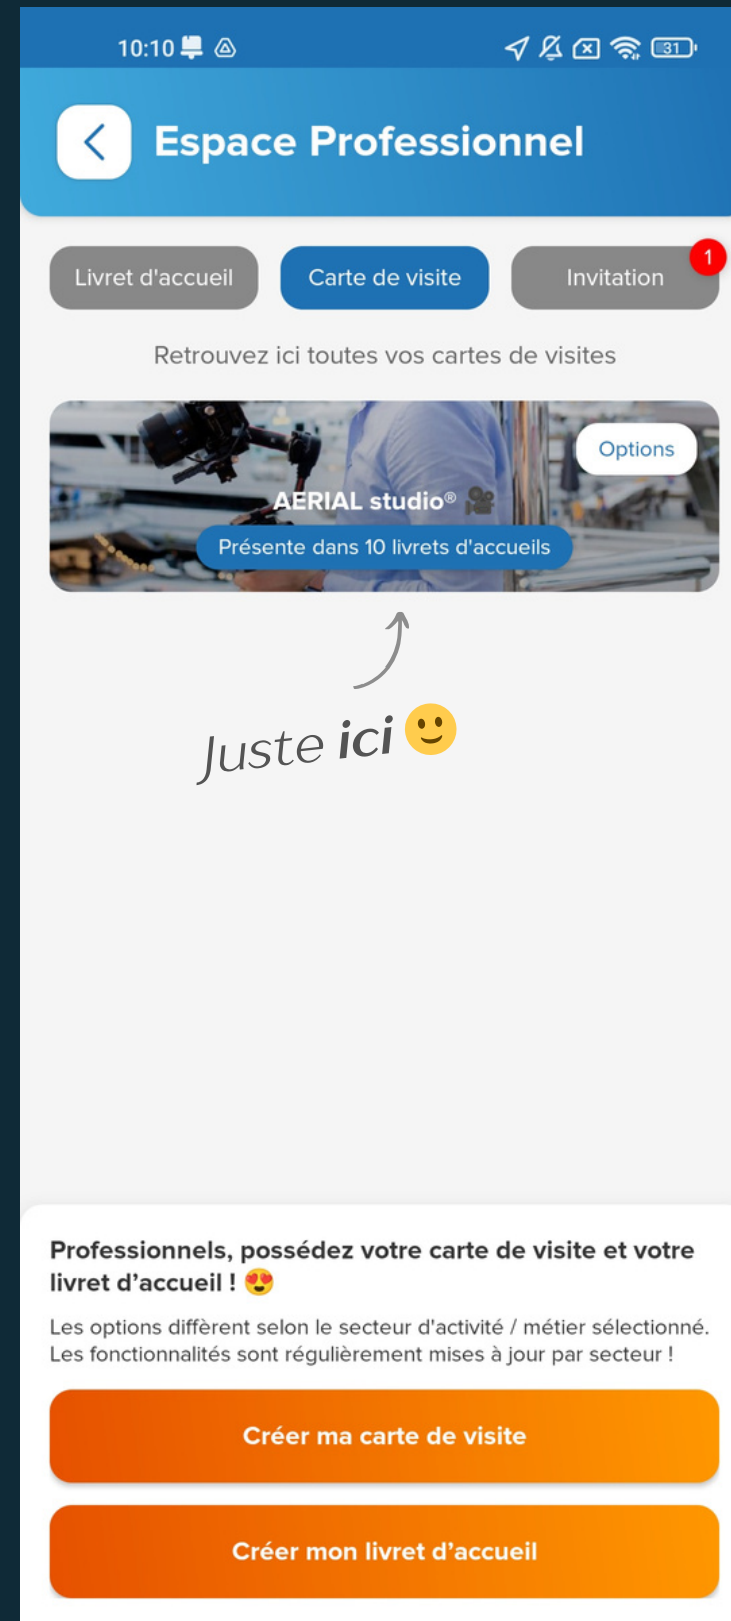 10:10
31
Espace Professionnel
Livret d'accueil
Carte de visite
Invitation
1
Retrouvez ici toutes vos cartes de visites
Options
AERIAL studio® 🎥
Présente dans 10 livrets d'accueils
Juste ici 🙂
Professionnels, possédez votre carte de visite et votre
livret d’accueil ! 😍
Les options diffèrent selon le secteur d'activité / métier sélectionné.
Les fonctionnalités sont régulièrement mises à jour par secteur !
Créer ma carte de visite
Créer mon livret d’accueil